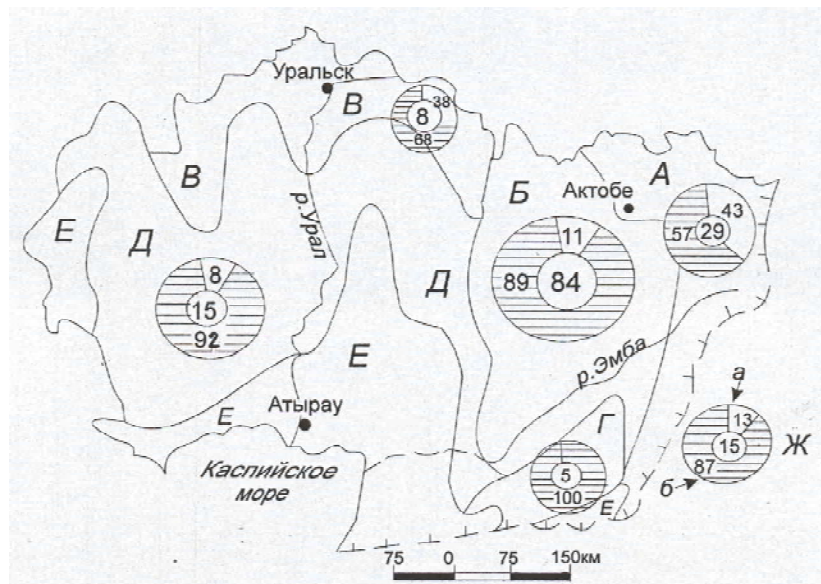 Уральск
В
38
8
68
В
Б
А
Актобе
43
57
29
Е
Д
р.Урал
11
89
84
8
15
92
Д
Е
р.Эмба
а
13
15
87
Ж
б
Е
Атырау
Г
5
100
Е
Каспийское
море
75
0
75
150км